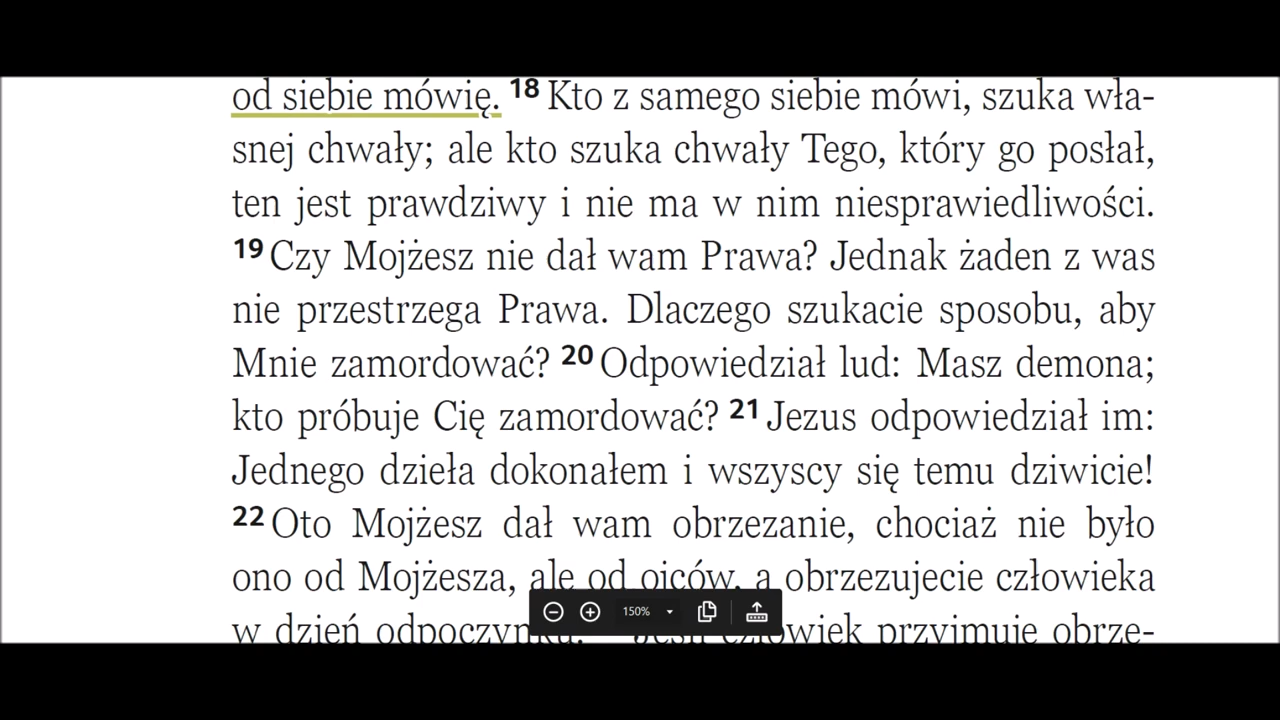 od siebie mówię. 18 Kto z samego siebie mówi, szuka wła-
snej chwały; ale kto szuka chwały Tego, który go posłał,
ten jest prawdziwy i nie ma w nim niesprawiedliwości.
19 Czy Mojżesz nie dał wam Prawa? Jednak żaden z was
nie przestrzega Prawa. Dlaczego szukacie sposobu, aby
Mnie zamordować? 20 Odpowiedział lud: Masz demona;
kto próbuje Cię zamordować? 21 Jezus odpowiedział im:
Jednego dzieła dokonałem i wszyscy się temu dziwicie!
22 Oto Mojżesz dał wam obrzezanie, chociaż nie było
ono od Mojżesza, ale od ojców, a obrzezujecie człowieka
w dzień przyjmuje obrze-
150%